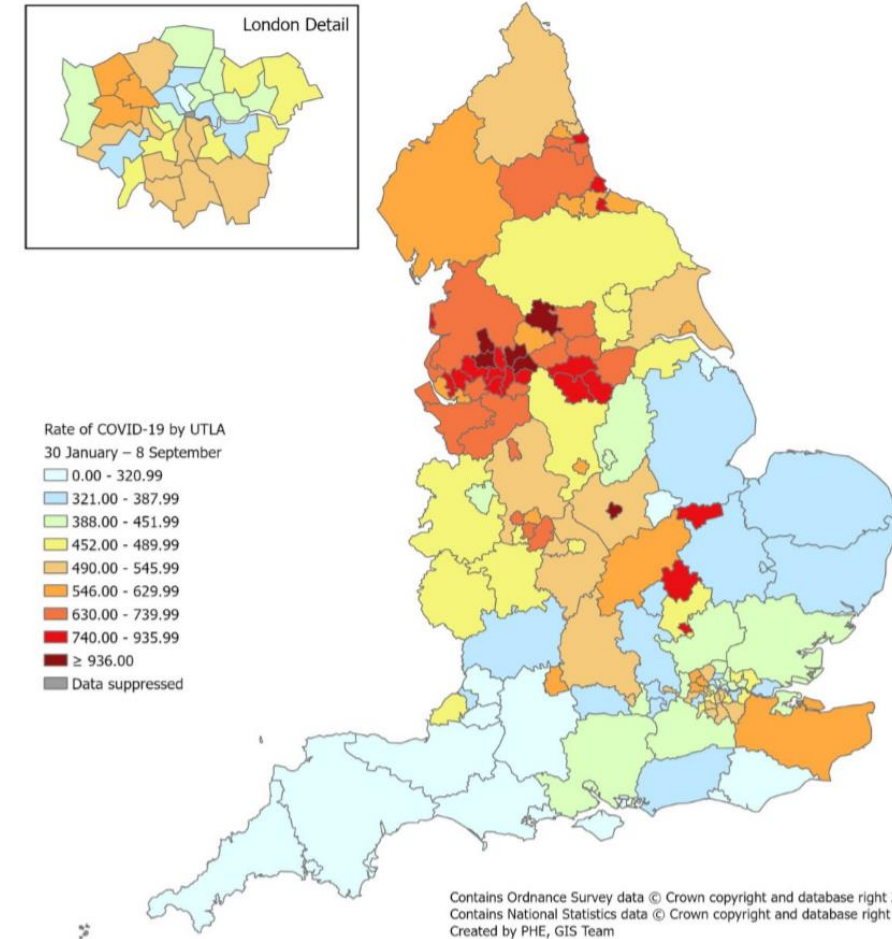 London Detail
Rate of COVID-19 by UTLA
30 January – 8 September
0.00 - 320.99
321.00 - 387.99
388.00 - 451.99
452.00 - 489.99
490.00 - 545.99
546.00 - 629.99
630.00 - 739.99
740.00 - 935.99
≥ 936.00
Data suppressed
Contains Ordnance Survey data © Crown copyright and database right
Contains National Statistics data © Crown copyright and database right
Created by PHE, GIS Team